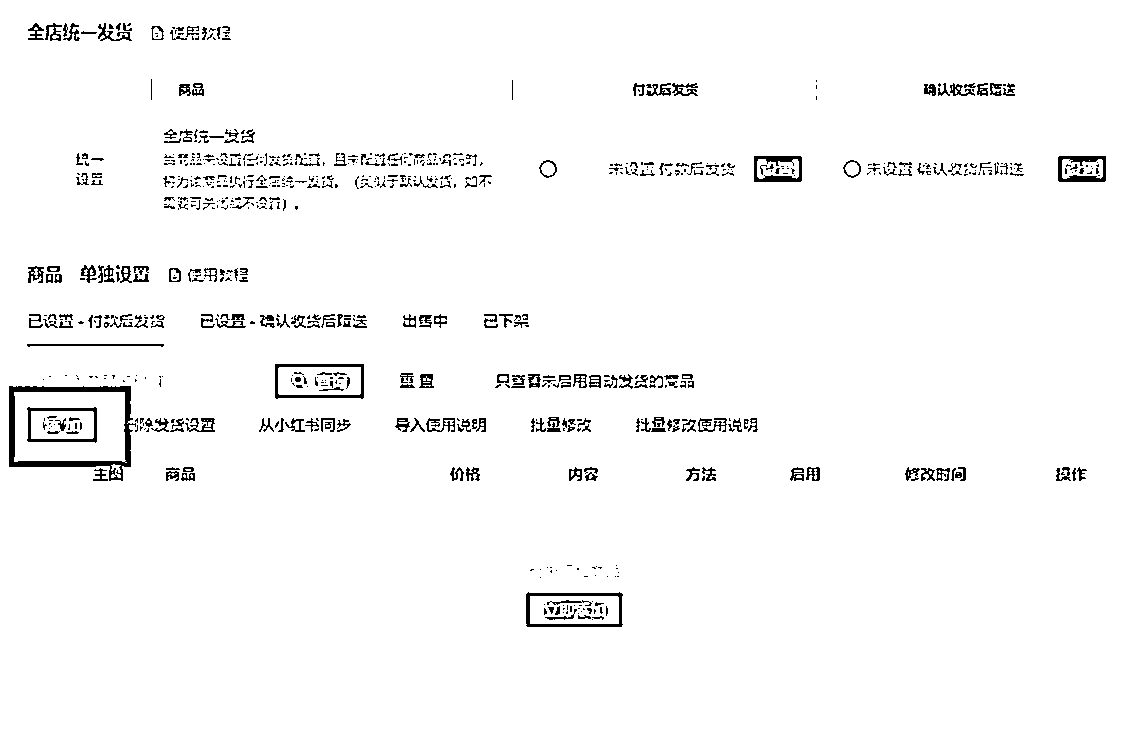 全店统一发货 使用教程
商品 付款后发货 确认收货后赠送
全店统一发货
统一设置
当商品未设置任何发货配置，且未配置任何商品编码时，
将为该商品执行全店统一发货。（类似于默认发货，如不
需要可关闭或不设置）。
未设置 付款后发货 设置 未设置 确认收货后赠送 设置
商品 单独设置 使用教程
已设置 - 付款后发货 已设置 - 确认收货后赠送 出售中 已下架
查询 重置 只查看未启用自动发货的商品
添加 删除发货设置 从小红书同步 导入使用说明 批量修改 批量修改使用说明
主图 商品 价格 内容 方法 启用 修改时间 操作
立即添加